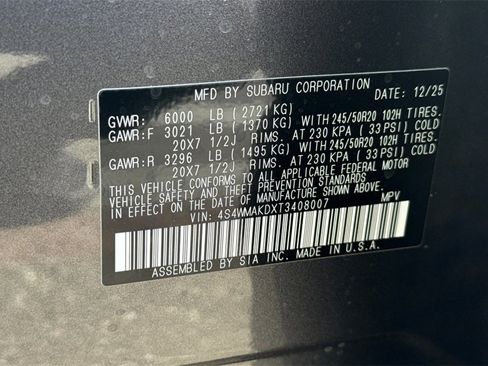 MFD BY SUBARU CORPORATION DATE: 12/25
GVWR: 6000 LB (2721 KG)
GAWR:F 3021 LB (1370 KG) WITH 245/50R20 102H TIRES.
20X7 1/2J RIMS. AT 230 KPA (33 PSI) COLD
GAWR:R 3296 LB (1495 KG) WITH 245/50R20 102H TIRES.
20X7 1/2J RIMS. AT 230 KPA (33 PSI) COLD
THIS VEHICLE CONFORMS TO ALL APPLICABLE FEDERAL MOTOR
VEHICLE SAFETY STANDARDS
IN EFFECT ON THE DATE OF MANUFACTURE SHOWN ABOVE.
VIN: 4S4WMAKDXT3408007 MPV
ASSEMBLED BY SIA INC. MADE IN U.S.A.